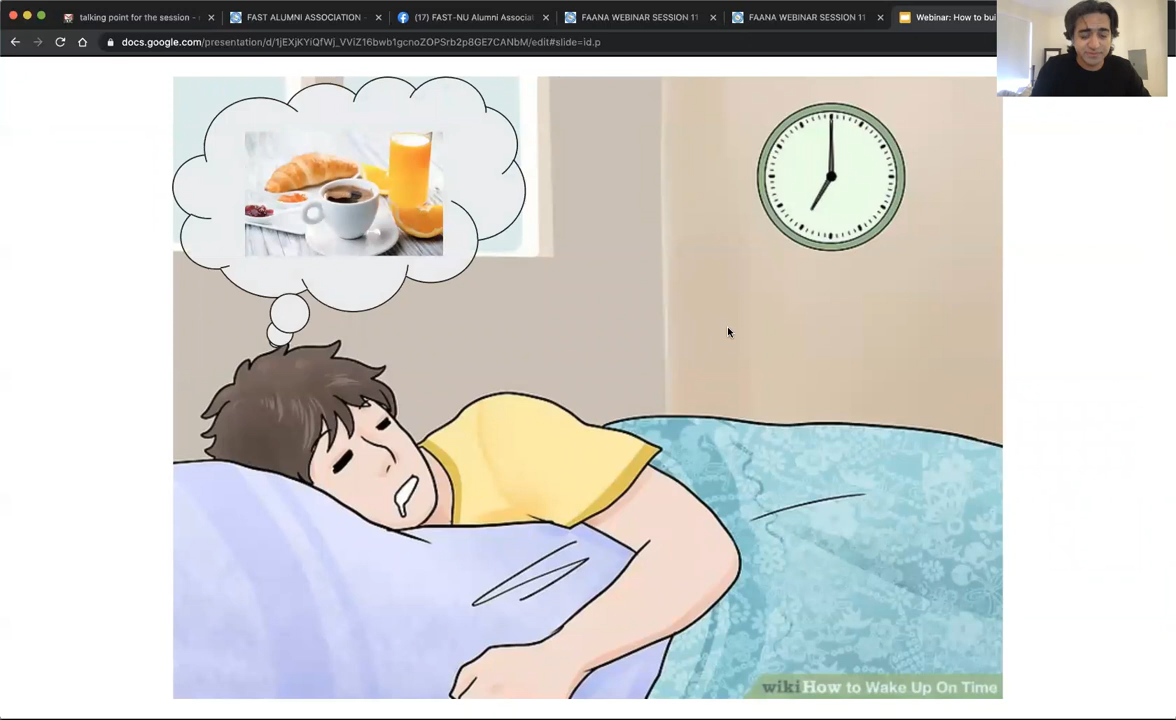 talking point for the session -
FAST ALUMNI ASSOCIATION -
(17) FAST-NU Alumni Associat
FAANA WEBINAR SESSION 11
FAANA WEBINAR SESSION 11
Webinar: How to bui
docs.google.com/presentation/d/1jEXjKYiQfWj_VViZ16bwb1gcnoZOPSrb2p8GE7CANbM/edit#slide=id.p
wikiHow to Wake Up On Time